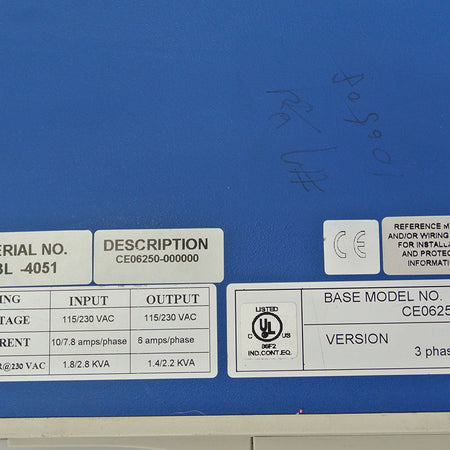 ERIAL NO.
BL -4051
DESCRIPTION
CE06250-000000
CE
REFERENCE M
AND/OR WIRING
FOR INSTALLA
AND PROTEC
INFORMATI
ING INPUT OUTPUT
TAGE 115/230 VAC 115/230 VAC
RENT 10/7.8 amps/phase 6 amps/phase
R@230 VAC 1.8/2.8 KVA 1.4/2.2 KVA
LISTED
C UL US
96F2
IND.CONT.EQ.
BASE MODEL NO.
CE0625
VERSION
3 phas